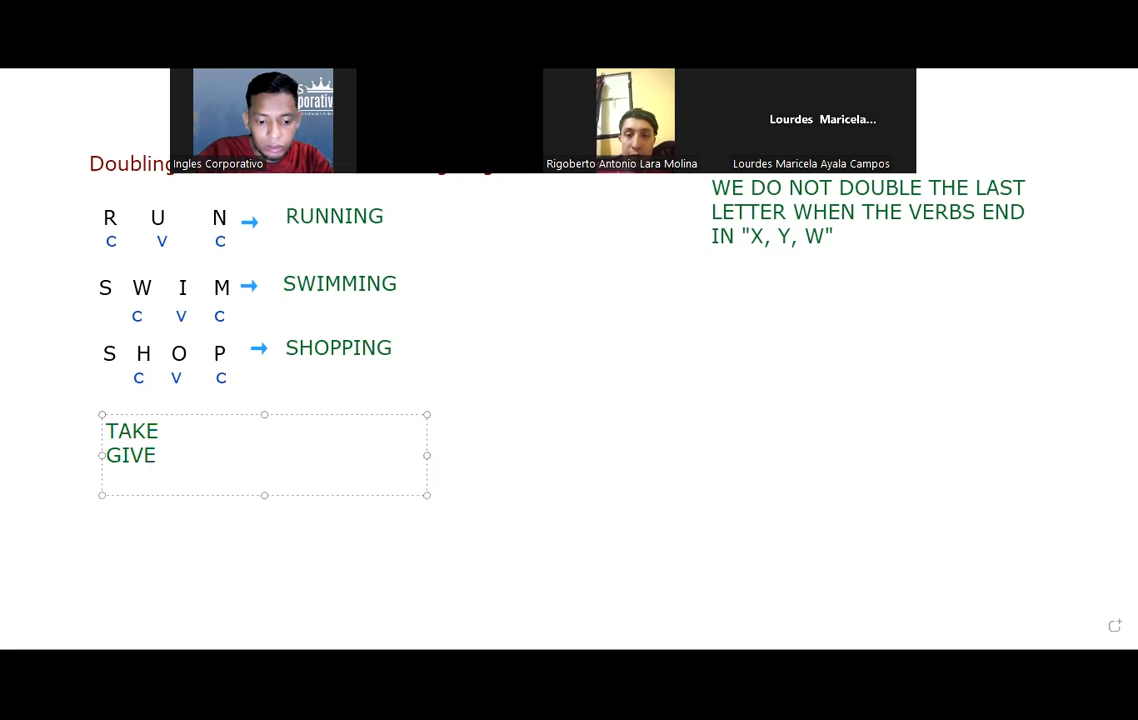 Ingles Corporativo
Rigoberto Antonio Lara Molina
Lourdes Maricela...
Lourdes Maricela Ayala Campos
Doubling
R U N
C V C
RUNNING
S W I M
C V C
SWIMMING
S H O P
C V C
SHOPPING
TAKE
GIVE
WE DO NOT DOUBLE THE LAST
LETTER WHEN THE VERBS END
IN "X, Y, W"